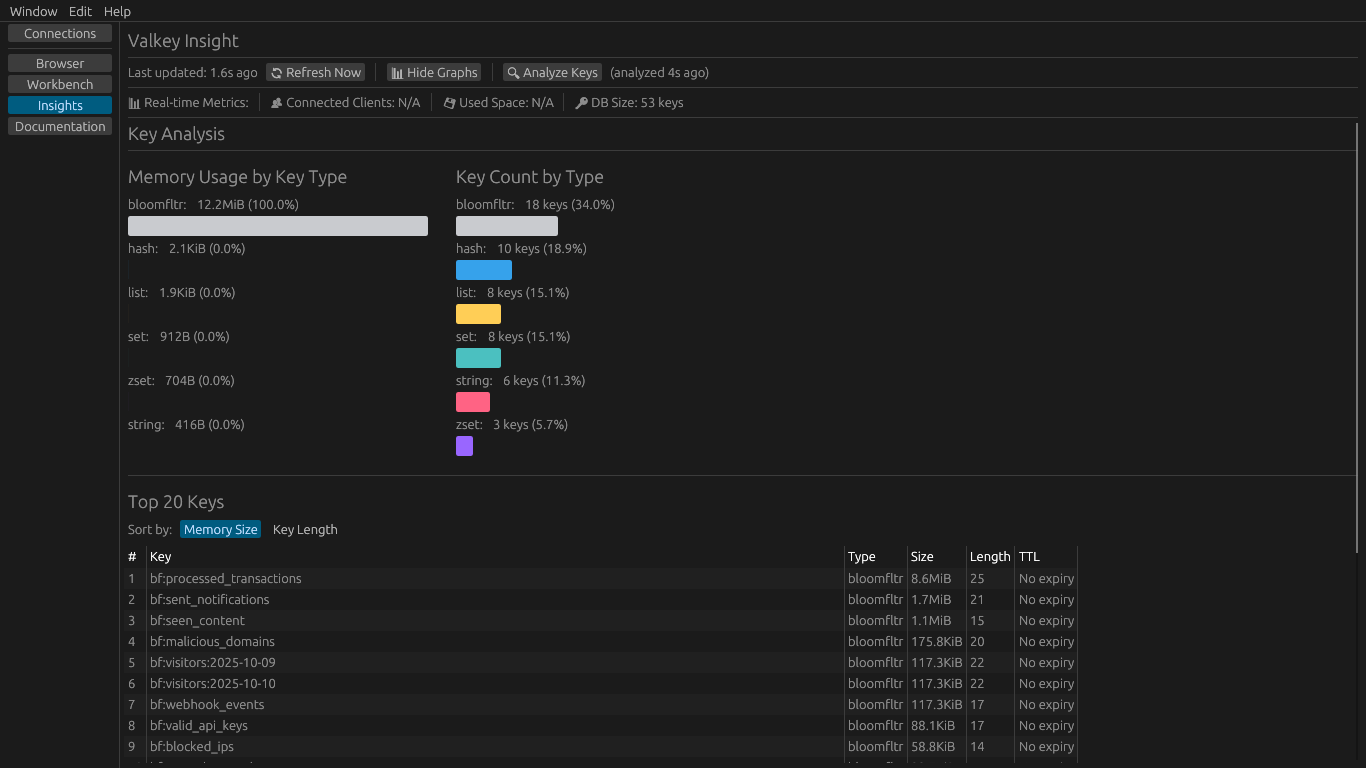 Window Edit Help
Connections
Browser
Workbench
Insights
Documentation
Valkey Insight
Last updated: 1.6s ago Refresh Now Hide Graphs Analyze Keys (analyzed 4s ago)
Real-time Metrics: Connected Clients: N/A Used Space: N/A DB Size: 53 keys
Key Analysis
Memory Usage by Key Type
bloomfltr: 12.2MiB (100.0%)
hash: 2.1KiB (0.0%)
list: 1.9KiB (0.0%)
set: 912B (0.0%)
zset: 704B (0.0%)
string: 416B (0.0%)
Key Count by Type
bloomfltr: 18 keys (34.0%)
hash: 10 keys (18.9%)
list: 8 keys (15.1%)
set: 8 keys (15.1%)
string: 6 keys (11.3%)
zset: 3 keys (5.7%)
Top 20 Keys
Sort by: Memory Size Key Length
# Key Type Size Length TTL
1 bf:processed_transactions bloomfltr 8.6MiB 25 No expiry
2 bf:sent_notifications bloomfltr 1.7MiB 21 No expiry
3 bf:seen_content bloomfltr 1.1MiB 15 No expiry
4 bf:malicious_domains bloomfltr 175.8KiB 20 No expiry
5 bf:visitors:2025-10-09 bloomfltr 117.3KiB 22 No expiry
6 bf:visitors:2025-10-10 bloomfltr 117.3KiB 22 No expiry
7 bf:webhook_events bloomfltr 117.3KiB 17 No expiry
8 bf:valid_api_keys bloomfltr 88.1KiB 17 No expiry
9 bf:blocked_ips bloomfltr 58.8KiB 14 No expiry